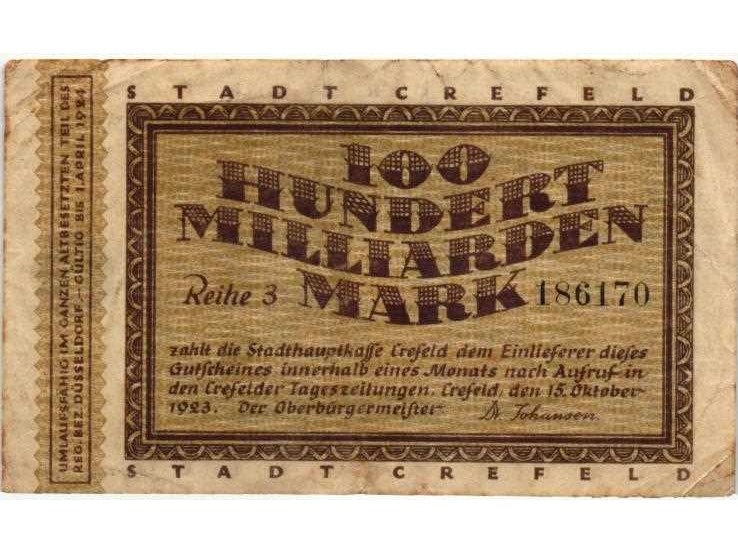 STADT CREFELD
100
HUNDERT
MILLIARDEN
MARK
Reihe 3
186170
zahlt die Stadthauptkasse Crefeld dem Einlieferer dieses
Gutscheines innerhalb eines Monats nach Aufruf in
den Crefelder Tageszeitungen. Crefeld, den 15. Oktober
1923. Der Oberbürgermeister Dr. Johansen.
STADT CREFELD
UMLAUFSFÄHIG IM GANZEN ALTBESETZTEN TEIL DES
REG. BEZ DÜSSELDORF. – GÜLTIG BIS 1. APRIL 1924